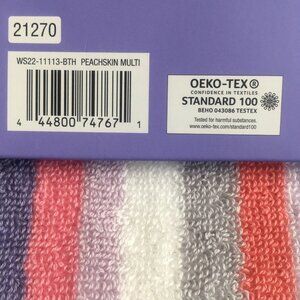 21270
WS22-11113-BTH PEACHSKIN MULTI
4 44800 74767 1
OEKO-TEX®
CONFIDENCE IN TEXTILES
STANDARD 100
BEHO 043086 TESTEX
Tested for harmful substances.
www.oeko-tex.com/standard100